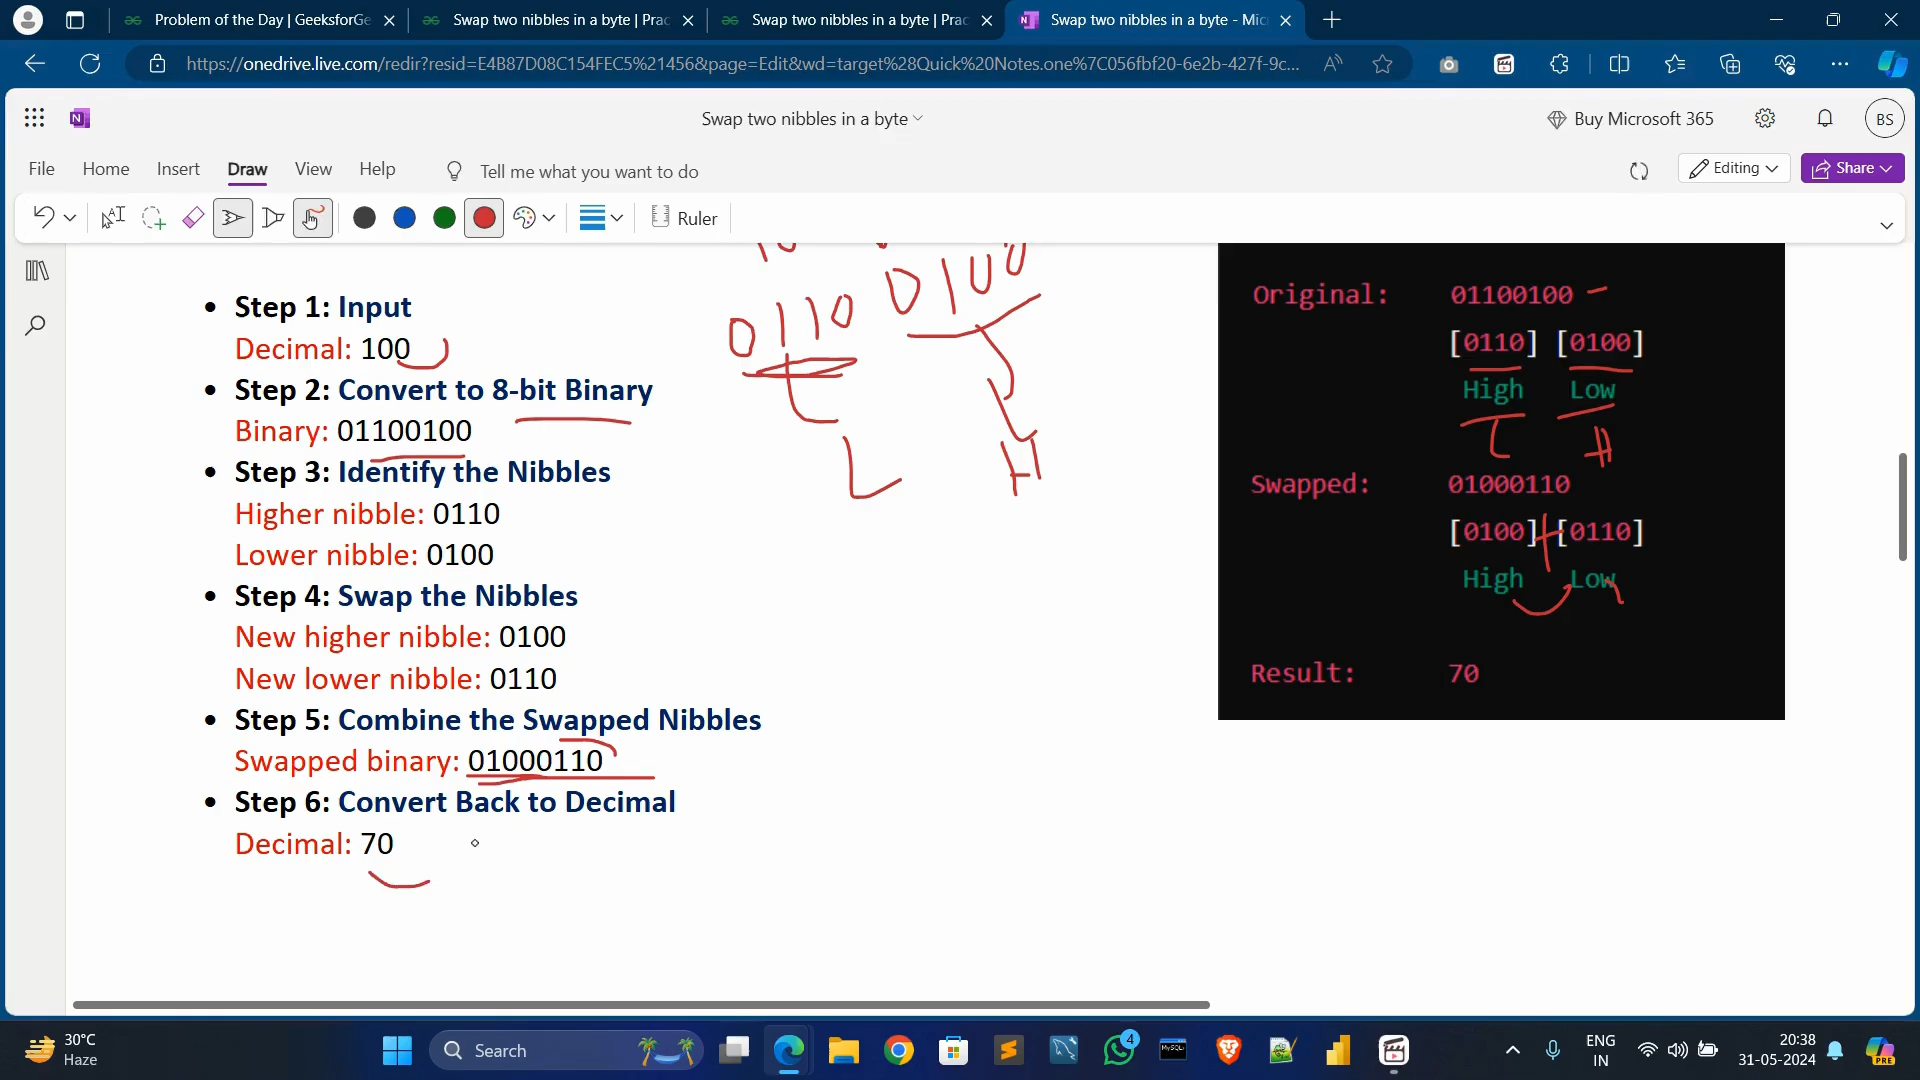 Problem of the Day | GeeksforGe
Swap two nibbles in a byte | Prac
Swap two nibbles in a byte | Prac
Swap two nibbles in a byte - Mic
https://onedrive.live.com/redir?resid=E4B87D08C154FEC5%21456&page=Edit&wd=target%28Quick%20Notes.one%7C056fbf20-6e2b-427f-9c...
Swap two nibbles in a byte
Buy Microsoft 365
BS
File Home Insert Draw View Help Tell me what you want to do
Editing
Share
Ruler
0110 0100
L H
• Step 1: Input
Decimal: 100
• Step 2: Convert to 8-bit Binary
Binary: 01100100
• Step 3: Identify the Nibbles
Higher nibble: 0110
Lower nibble: 0100
• Step 4: Swap the Nibbles
New higher nibble: 0100
New lower nibble: 0110
• Step 5: Combine the Swapped Nibbles
Swapped binary: 01000110
• Step 6: Convert Back to Decimal
Decimal: 70
Original: 01100100
[0110] [0100]
High Low
L H
Swapped: 01000110
[0100] [0110]
High Low
Result: 70
30°C
Haze
Search
4
MySQL
ENG
IN
20:38
31-05-2024
PRE